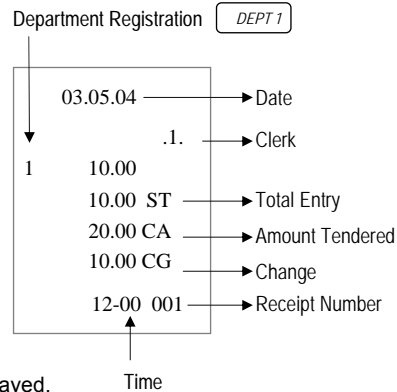 Department Registration DEPT 1
03.05.04 Date
.1. Clerk
1 10.00
10.00 ST Total Entry
20.00 CA Amount Tendered
10.00 CG Change
12-00 001 Receipt Number
Time